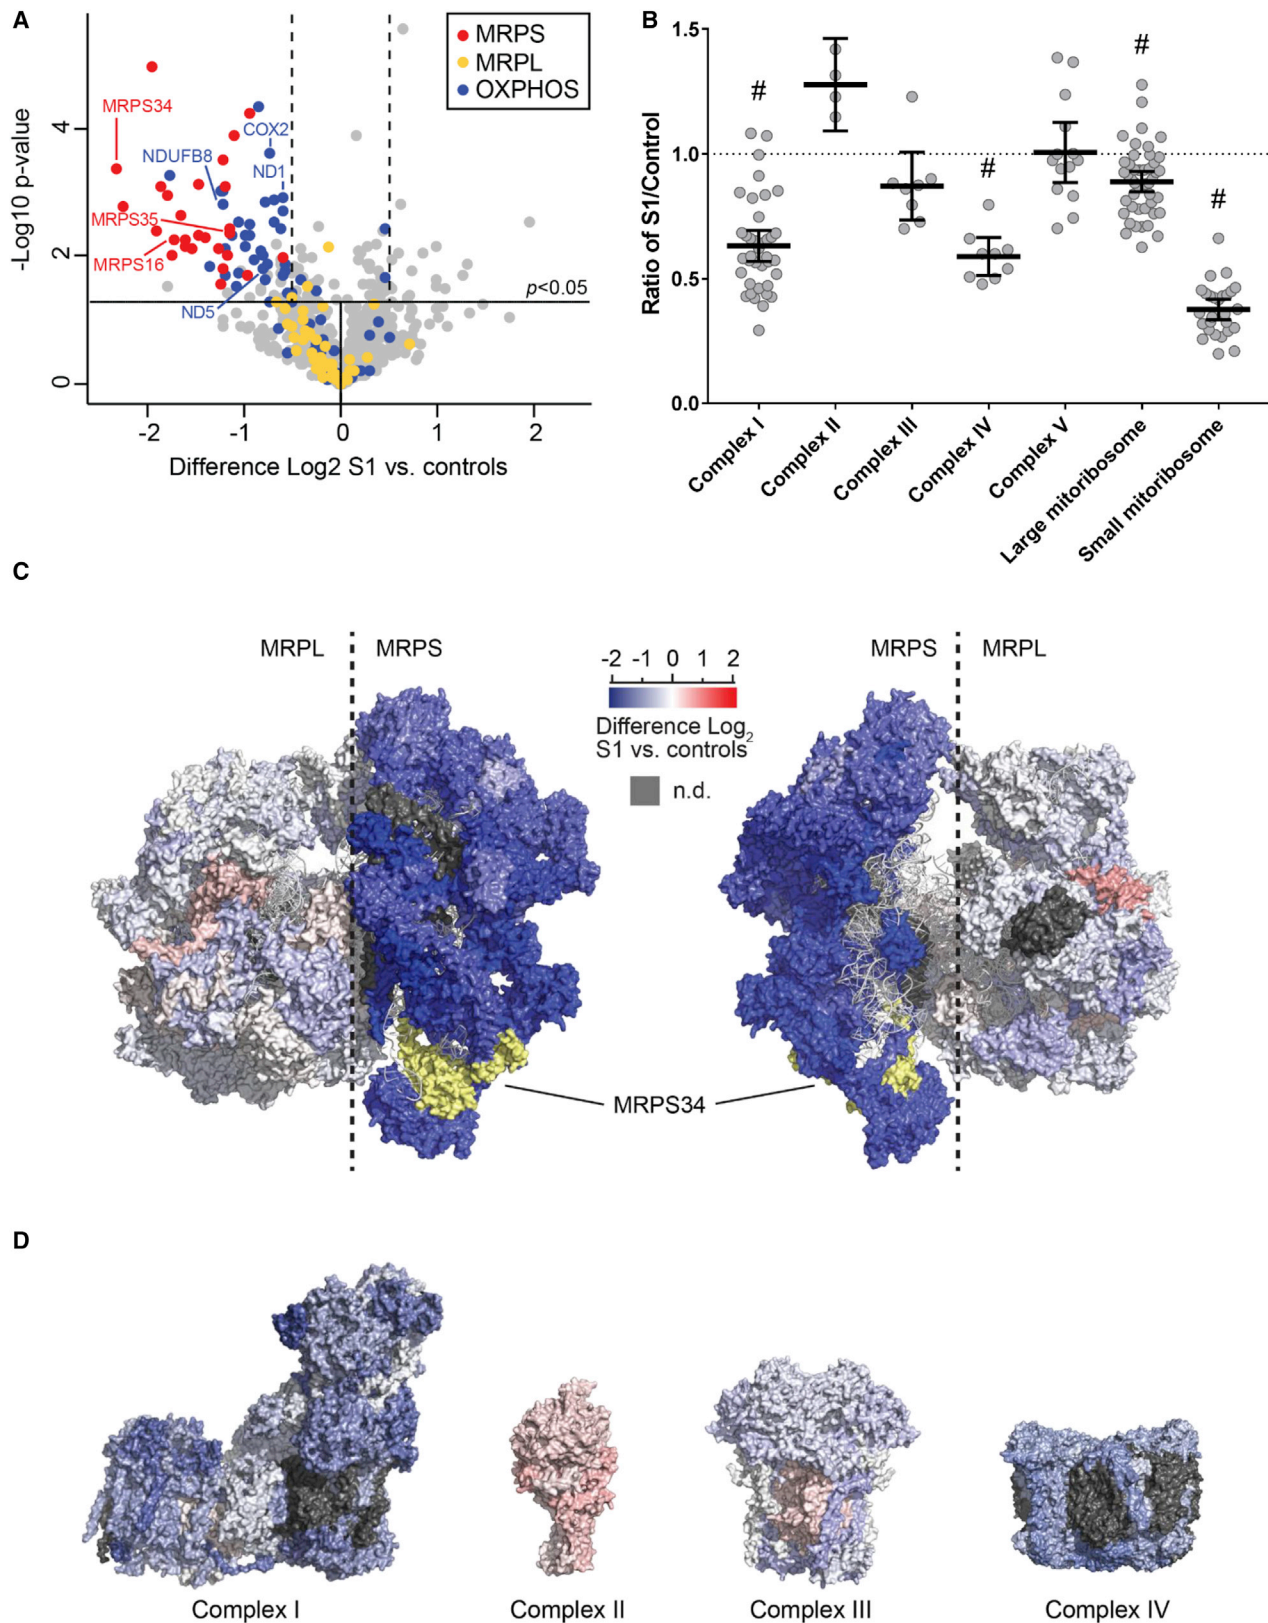 A
MRPS
MRPL
OXPHOS
MRPS34
COX2
NDUFB8
ND1
MRPS35
MRPS16
ND5
p<0.05
-Log10 p-value
4
2
0
-2
-1
0
1
2
Difference Log2 S1 vs. controls
B
Ratio of S1/Control
1.5
1.0
0.5
0.0
#
#
#
#
Complex I
Complex II
Complex III
Complex IV
Complex V
Large mitoribosome
Small mitoribosome
C
MRPL
MRPS
-2 -1 0 1 2
Difference Log2
S1 vs. controls
n.d.
MRPS
MRPL
MRPS34
D
Complex I
Complex II
Complex III
Complex IV